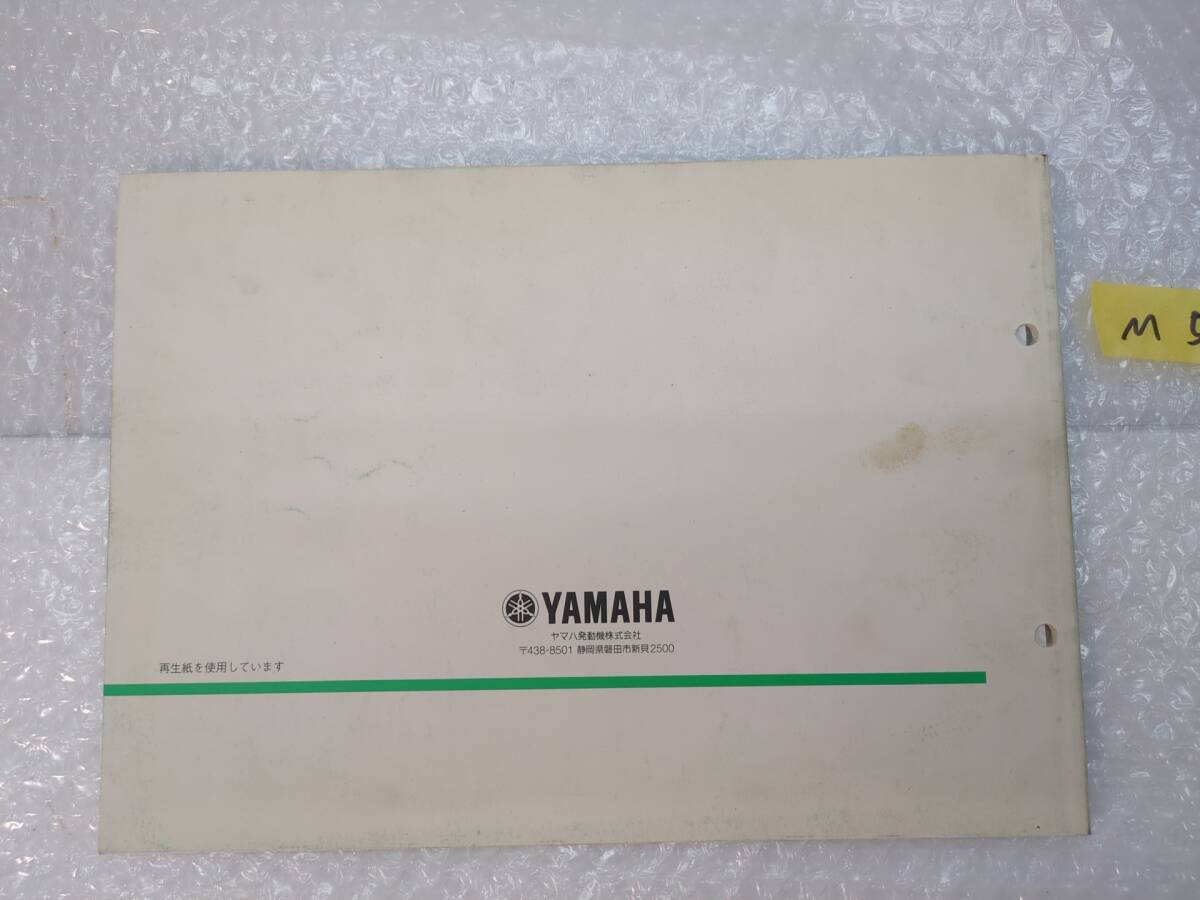 YAMAHA
ヤマハ発動機株式会社
〒438-8501 静岡県磐田市新貝2500
再生紙を使用しています
M